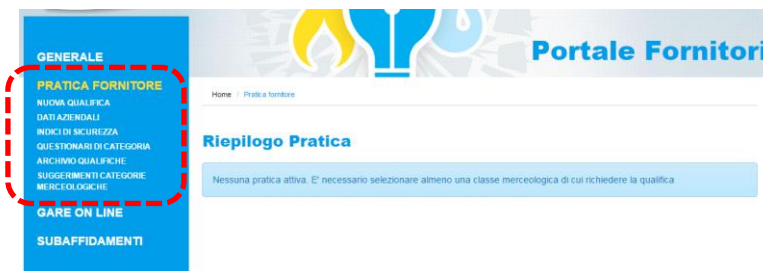 Portale Fornitori
GENERALE
PRATICA FORNITORE
NUOVA QUALIFICA
DATI AZIENDALI
INDICI DI SICUREZZA
QUESTIONARI DI CATEGORIA
ARCHIVIO QUALIFICHE
SUGGERIMENTI CATEGORIE
MERCEOLOGICHE
GARE ON LINE
SUBAFFIDAMENTI
Home / Pratica fornitore
Riepilogo Pratica
Nessuna pratica attiva. E' necessario selezionare almeno una classe merceologica di cui richiedere la qualifica